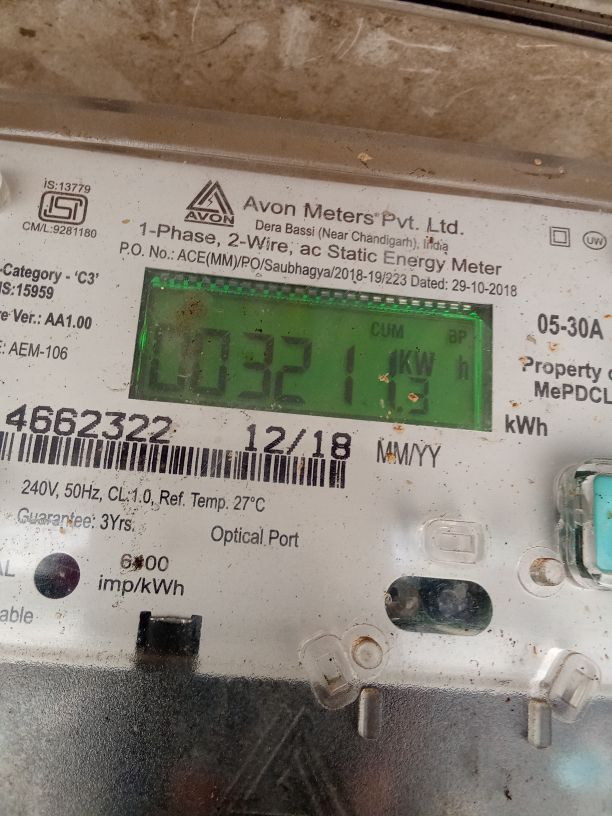 IS:13779
CM/L:9281180
AVON
Avon Meters Pvt. Ltd.
Dera Bassi (Near Chandigarh), India
1-Phase, 2-Wire, ac Static Energy Meter
P.O. No.: ACE(MM)/PO/Saubhagya/2018-19/223 Dated: 29-10-2018
UW
-Category - 'C3'
IS:15959
re Ver.: AA1.00
E: AEM-106
CUM BP
003211.3 KW h
05-30A
Property o
MePDCL
kWh
4662322 12/18 MM/YY
240V, 50Hz, CL:1.0, Ref. Temp. 27°C
Guarantee: 3Yrs.
Optical Port
AL
able
imp/kWh